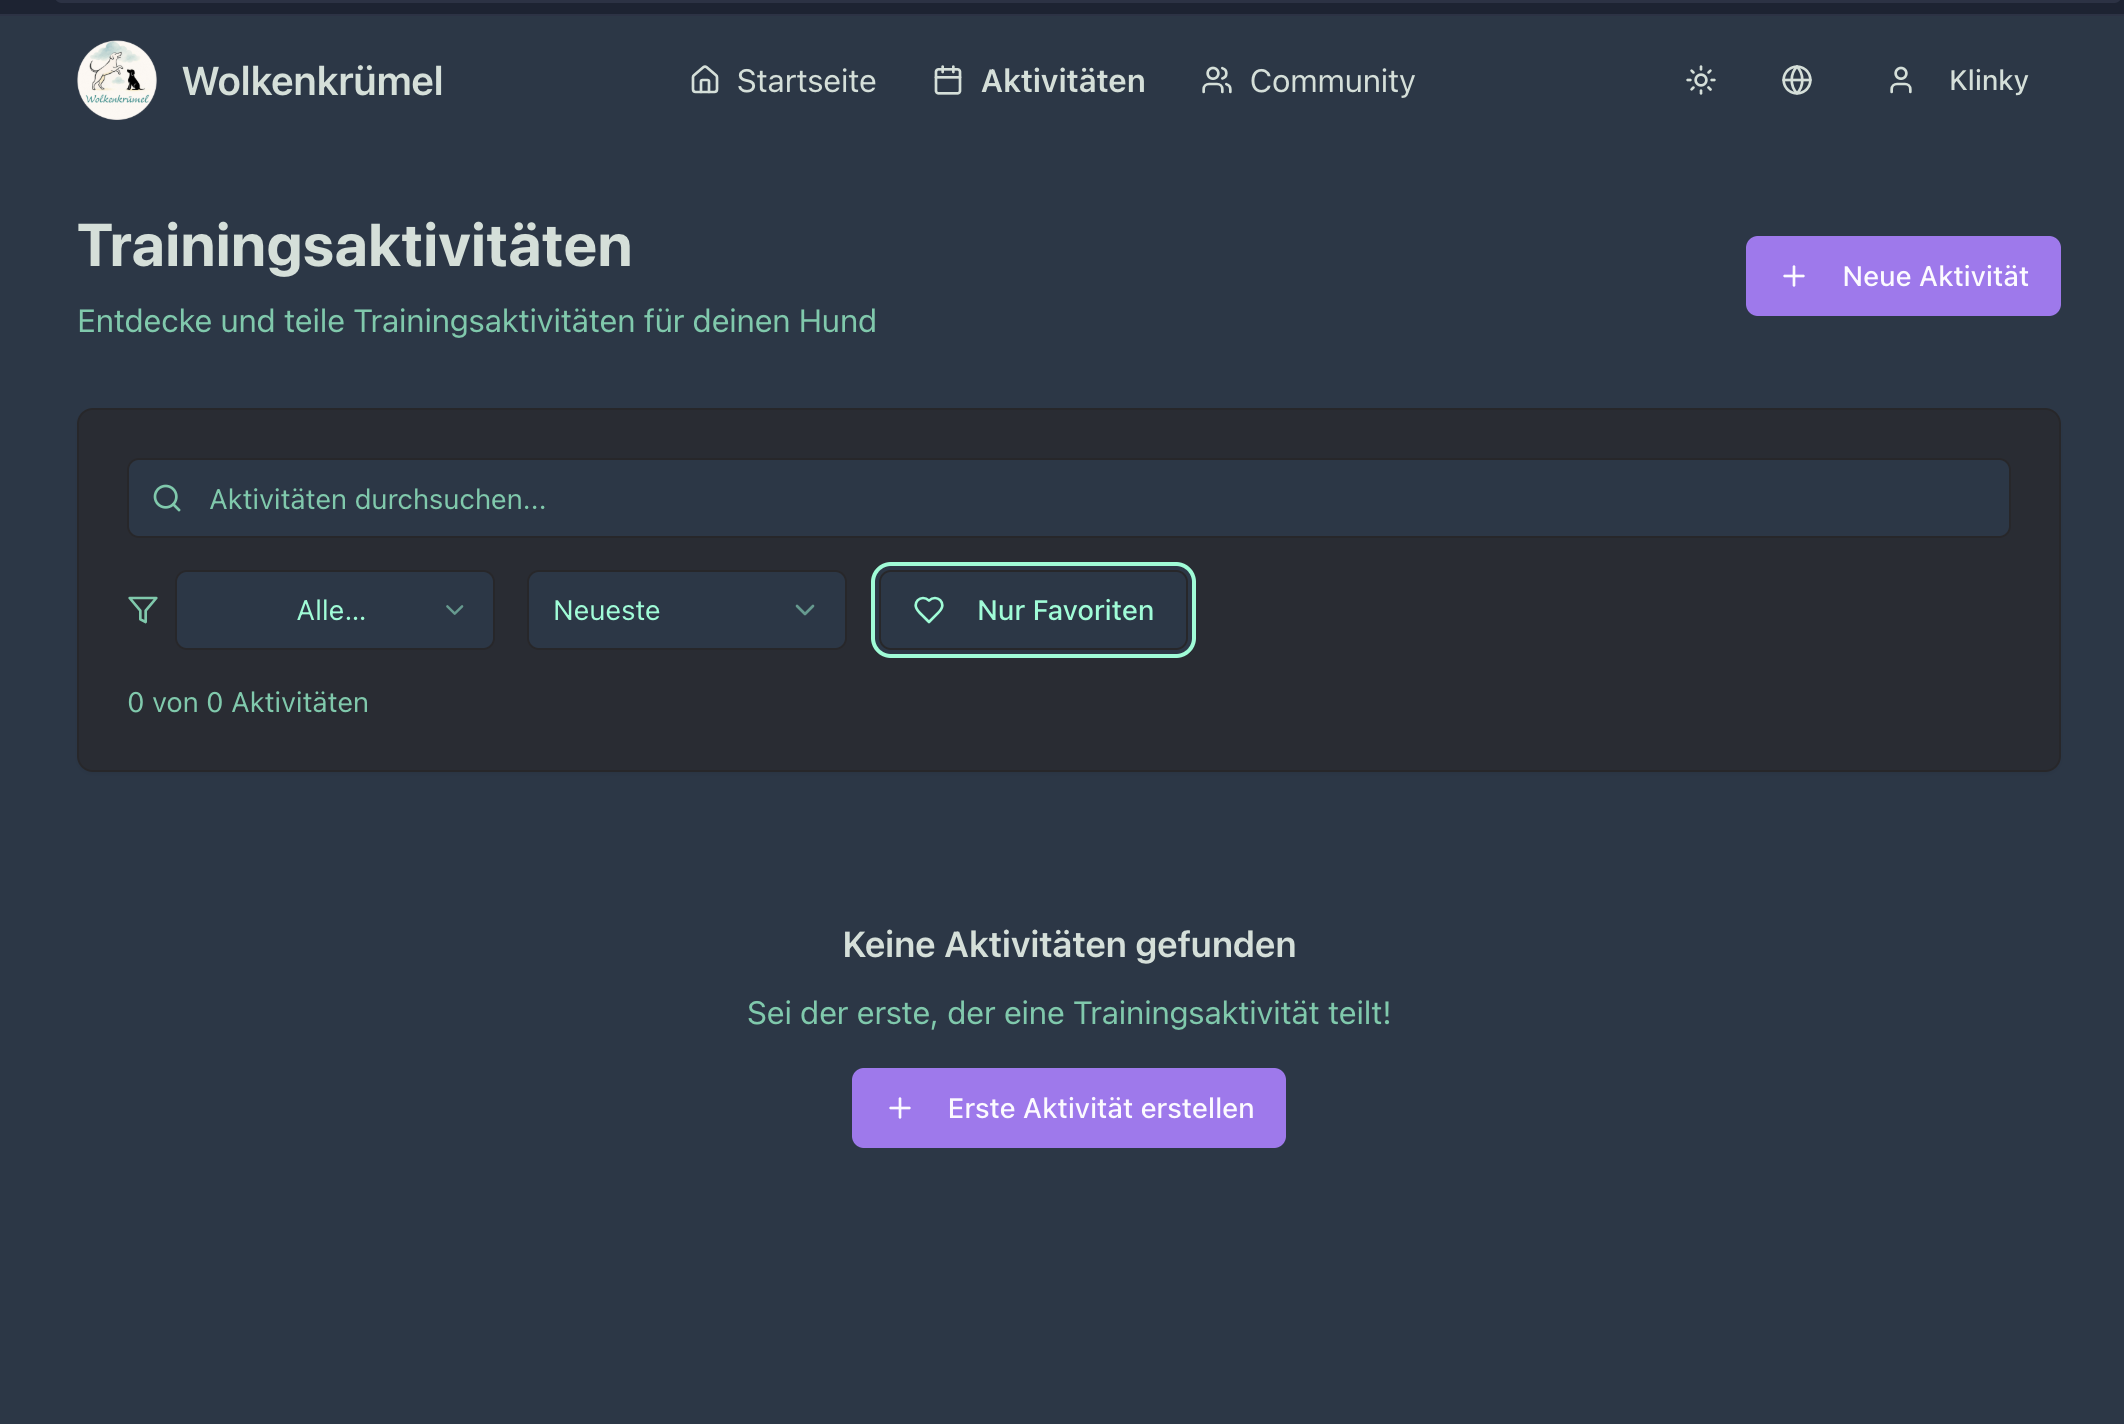 Wolkenkrümel
Wolkenkrümel
Startseite
Aktivitäten
Community
Klinky
Trainingsaktivitäten
Entdecke und teile Trainingsaktivitäten für deinen Hund
Neue Aktivität
Aktivitäten durchsuchen...
Alle...
Neueste
Nur Favoriten
0 von 0 Aktivitäten
Keine Aktivitäten gefunden
Sei der erste, der eine Trainingsaktivität teilt!
Erste Aktivität erstellen